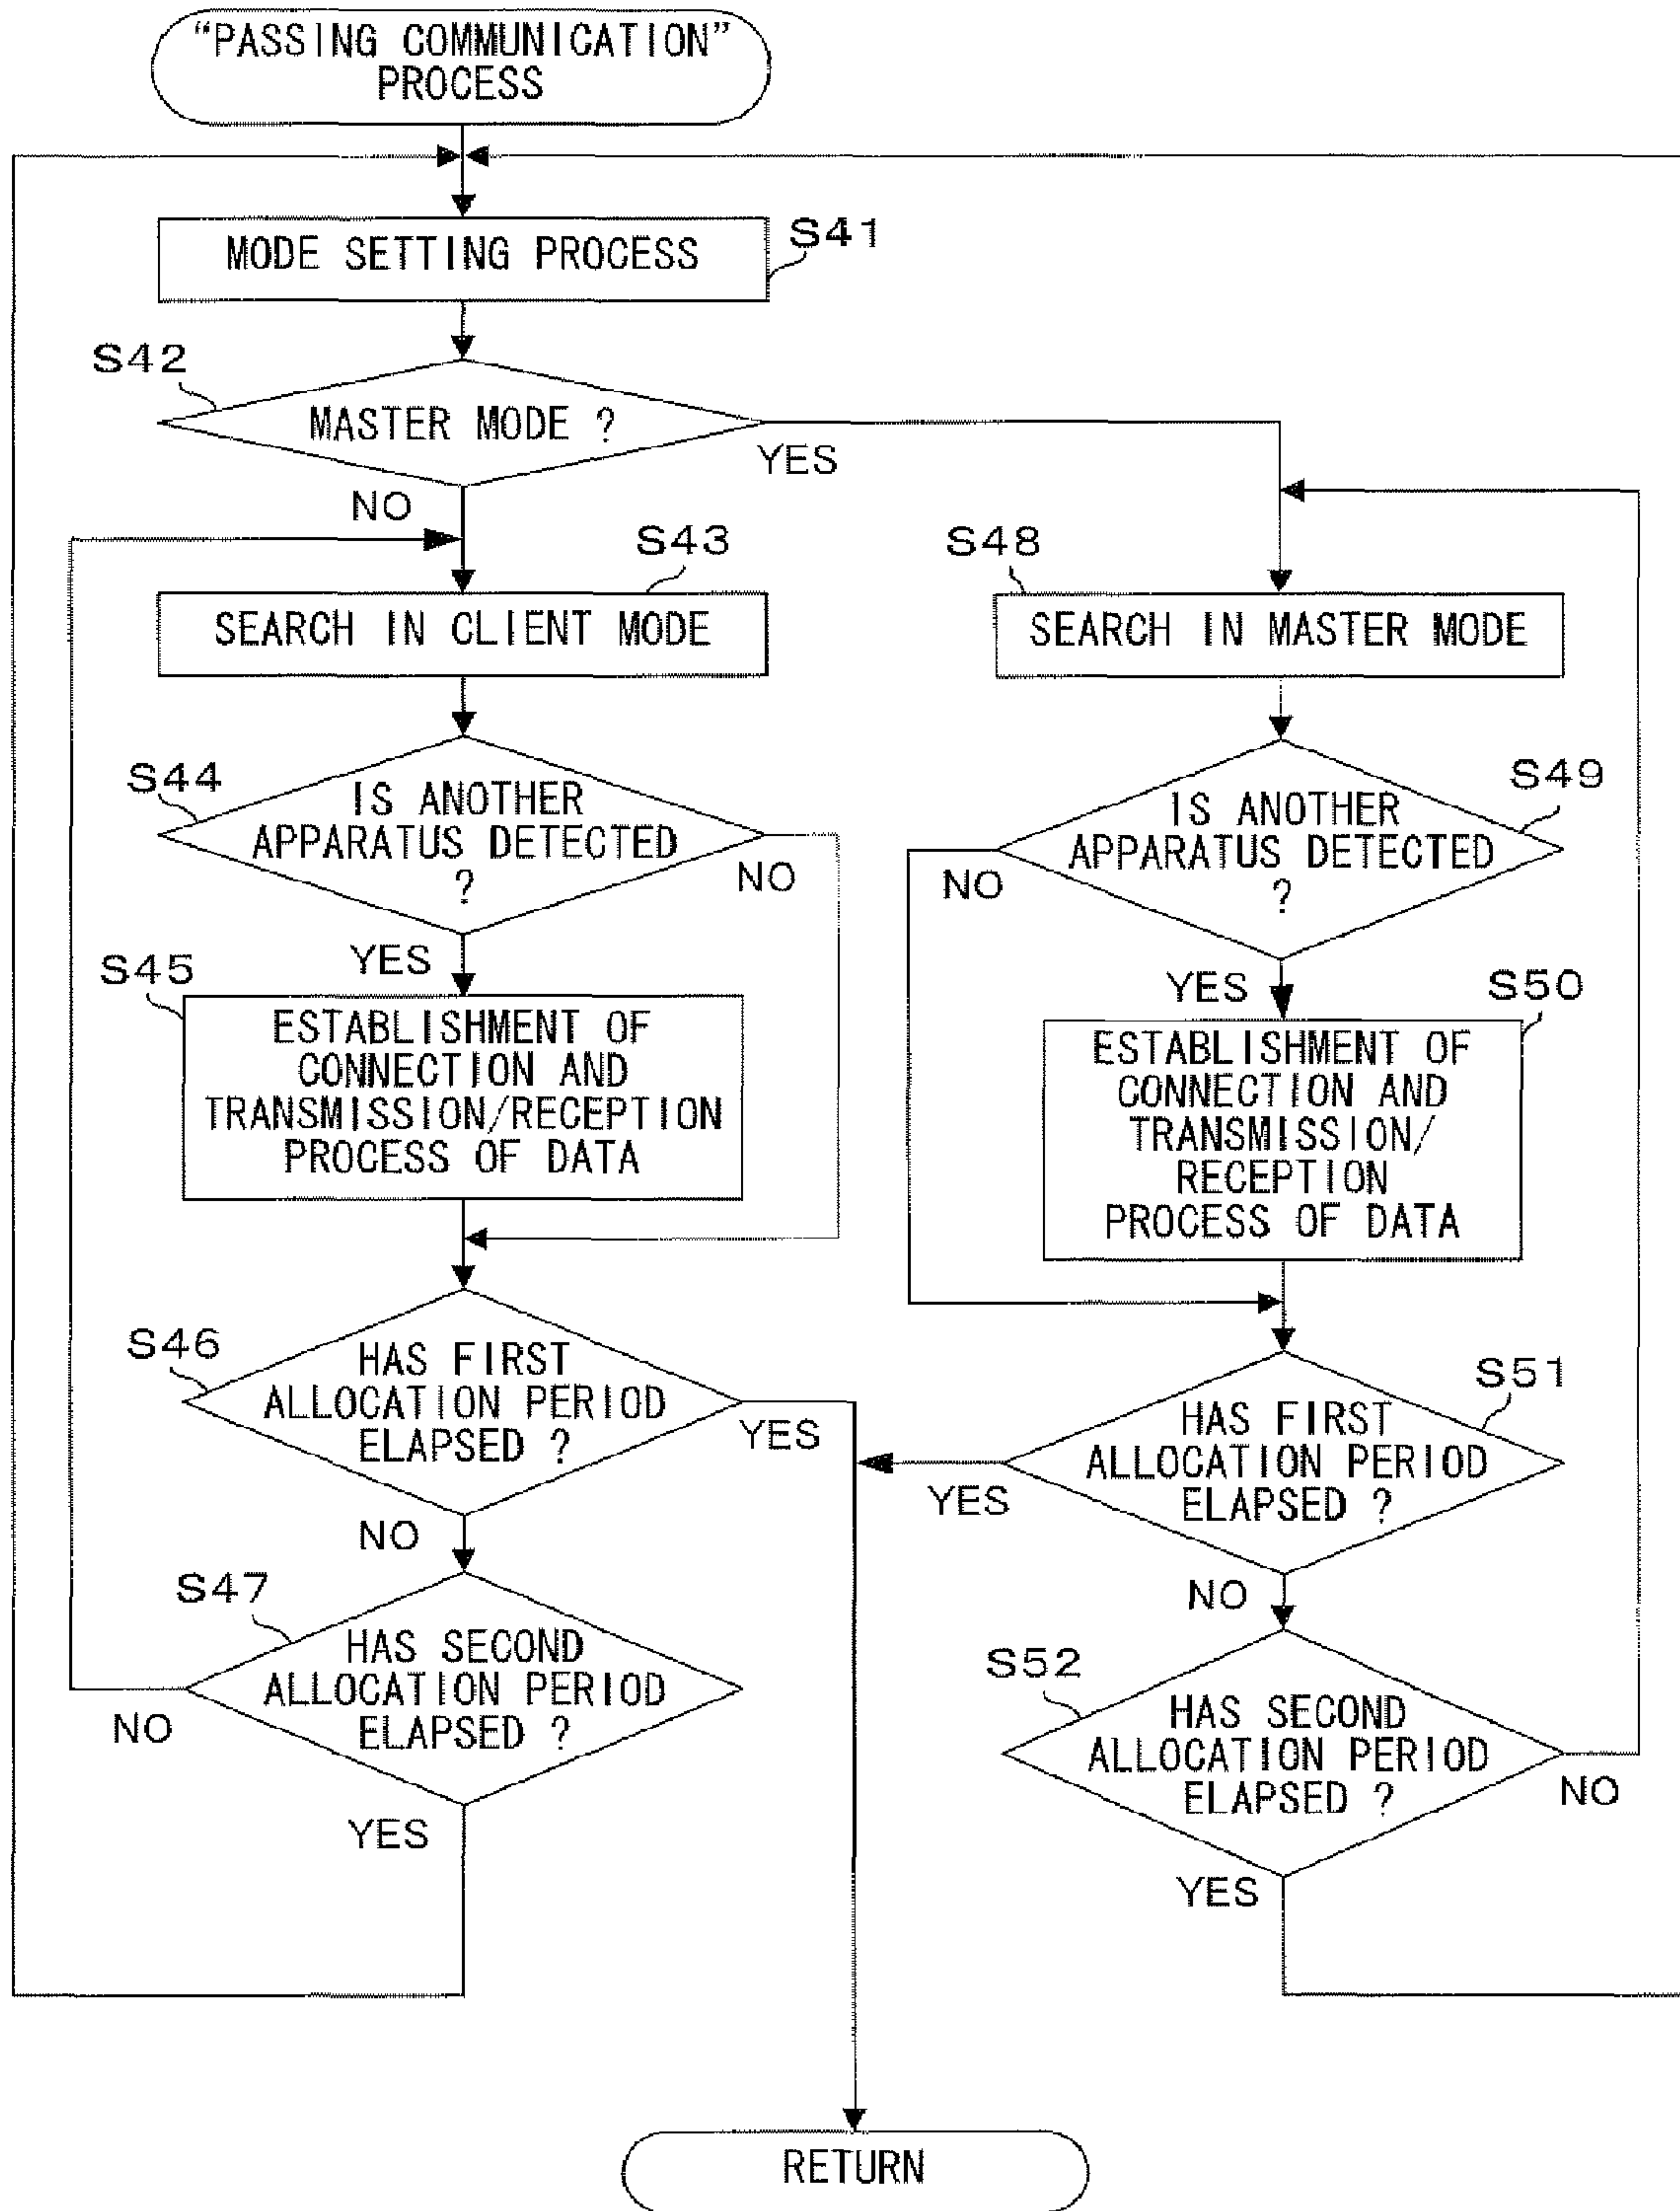 “PASSING COMMUNICATION”
PROCESS
MODE SETTING PROCESS
S41
S42
MASTER MODE ?
YES
NO
S43
SEARCH IN CLIENT MODE
S44
IS ANOTHER
APPARATUS DETECTED
?
NO
YES
S45
ESTABLISHMENT OF
CONNECTION AND
TRANSMISSION/RECEPTION
PROCESS OF DATA
S46
HAS FIRST
ALLOCATION PERIOD
ELAPSED ?
YES
NO
S47
HAS SECOND
ALLOCATION PERIOD
ELAPSED ?
NO
YES
S48
SEARCH IN MASTER MODE
S49
IS ANOTHER
APPARATUS DETECTED
?
NO
YES
S50
ESTABLISHMENT OF
CONNECTION AND
TRANSMISSION/
RECEPTION
PROCESS OF DATA
S51
HAS FIRST
ALLOCATION PERIOD
ELAPSED ?
YES
NO
S52
HAS SECOND
ALLOCATION PERIOD
ELAPSED ?
NO
YES
RETURN